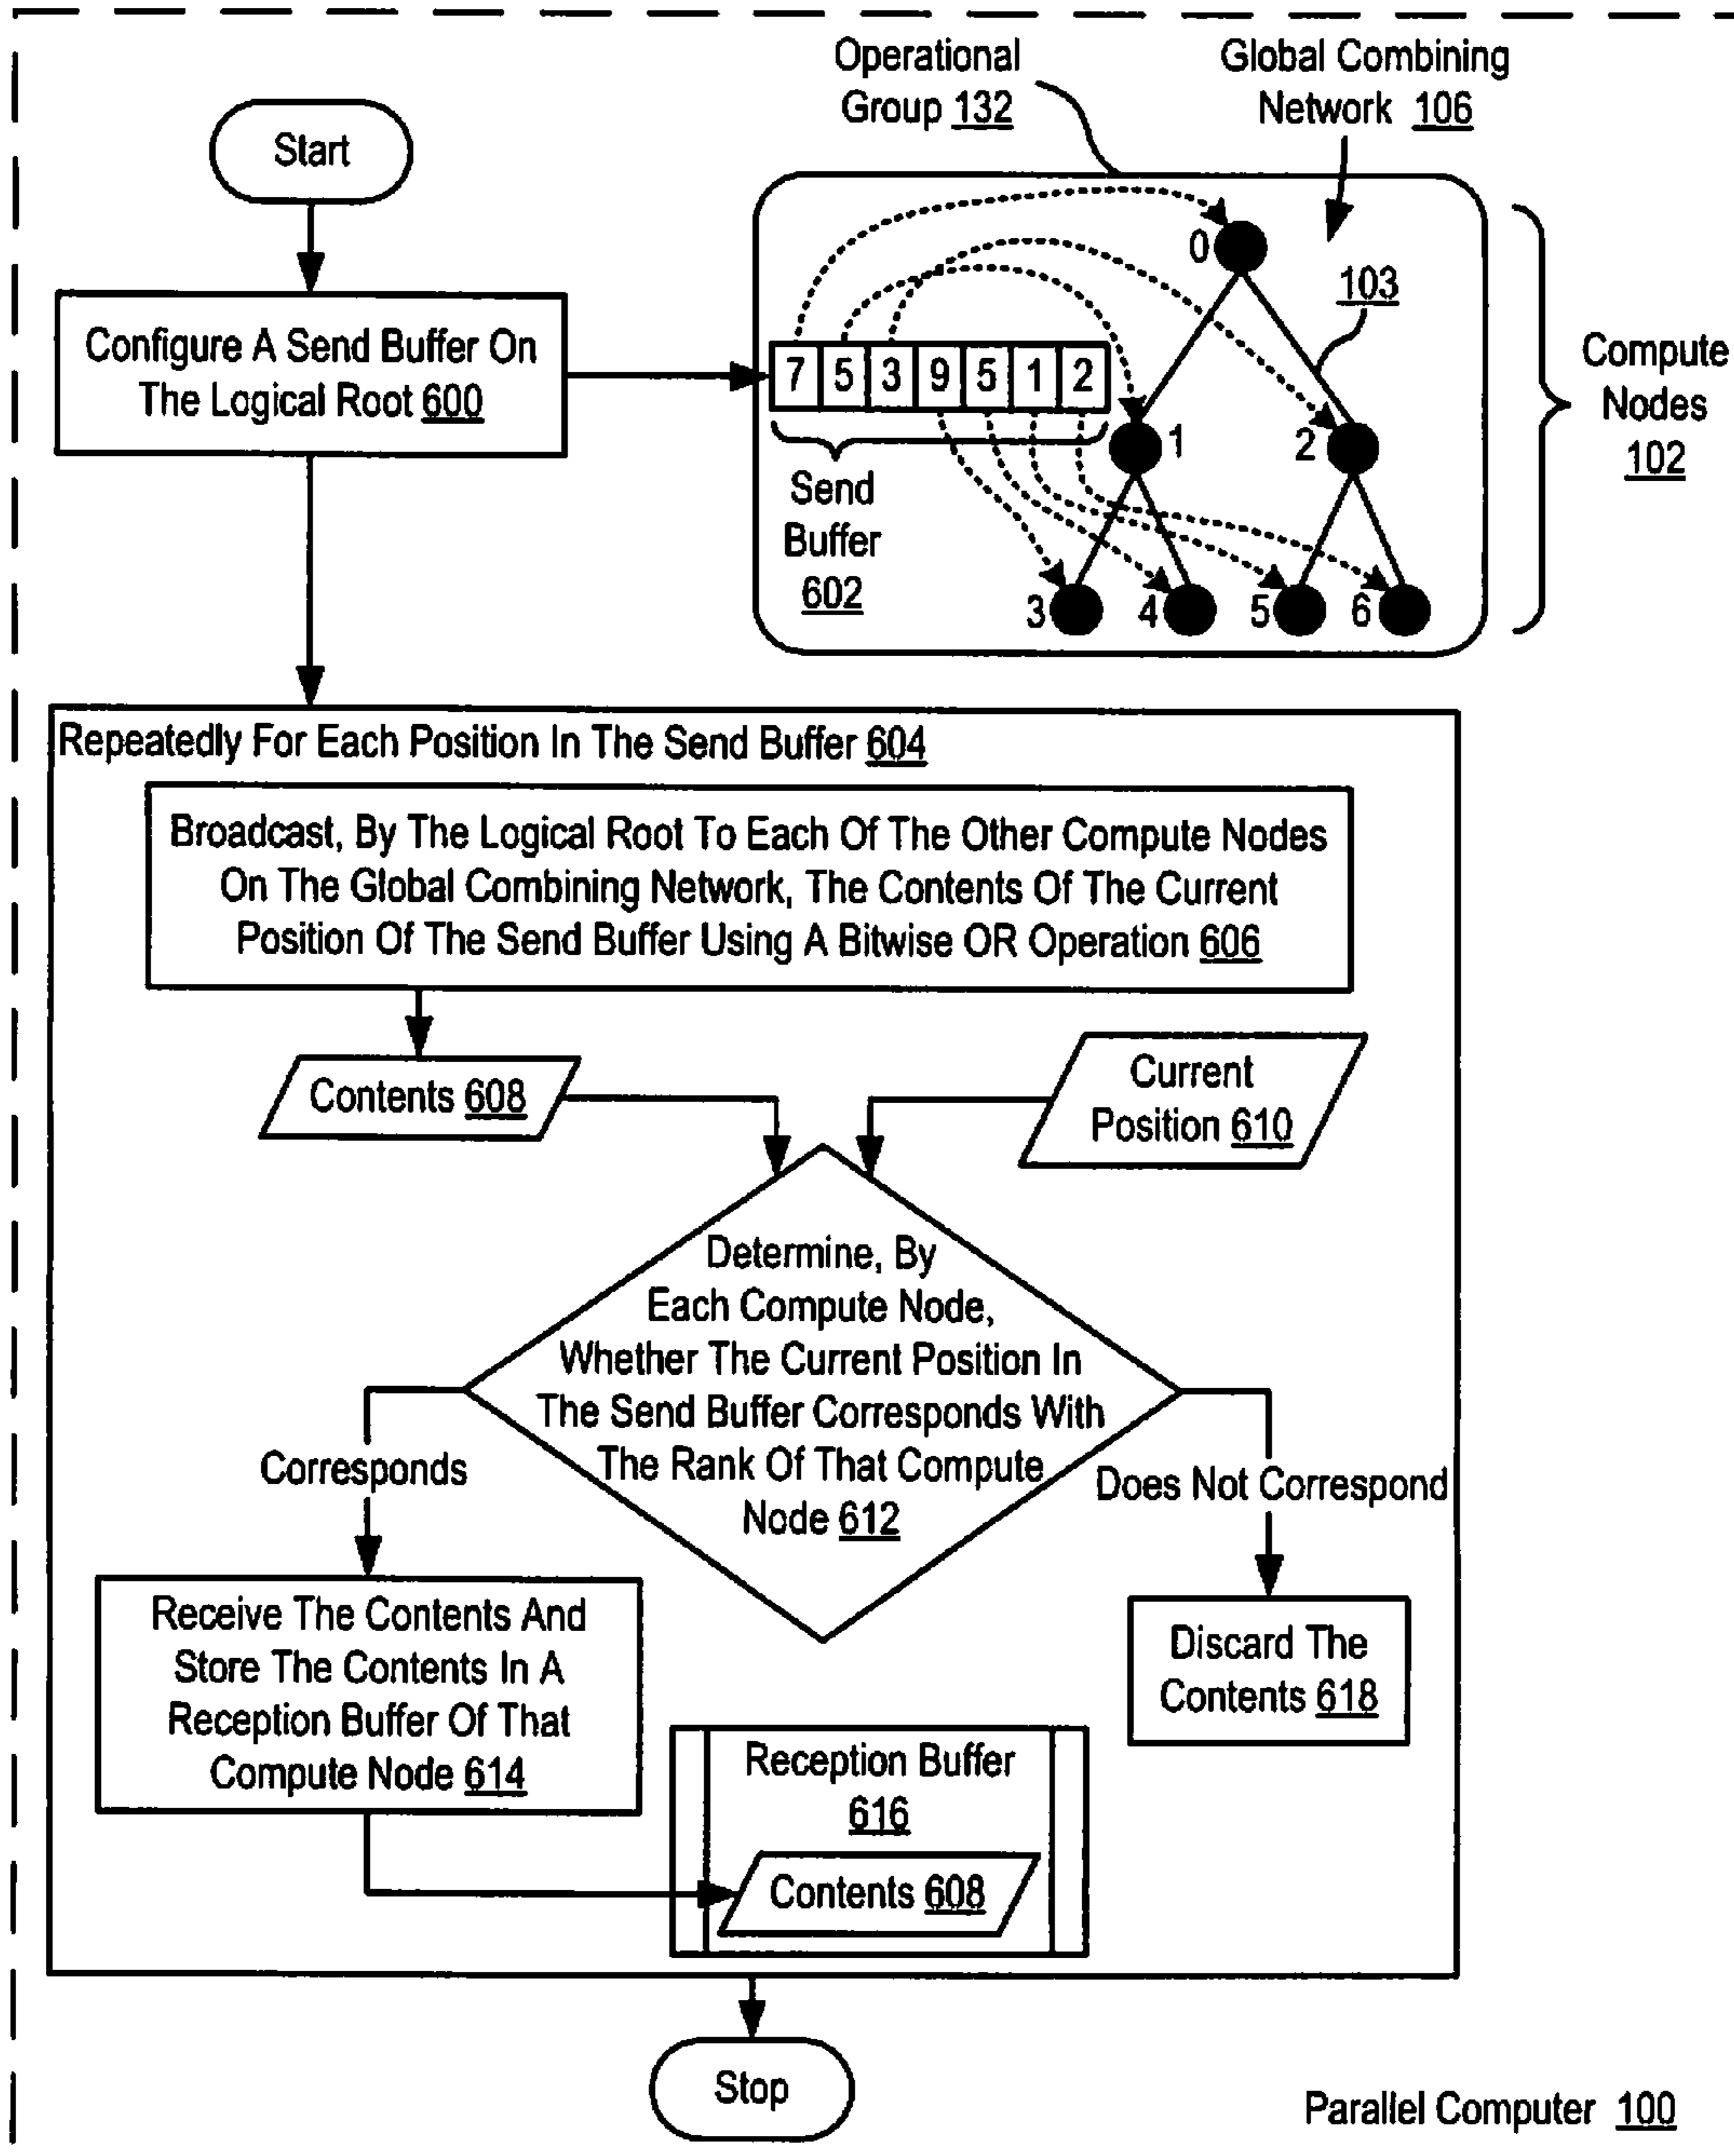 Operational
Group 132
Global Combining
Network 106
Start
Configure A Send Buffer On
The Logical Root 600
0
103
7 5 3 9 5 1 2
1
2
Send
Buffer
602
3
4
5
6
Compute
Nodes
102
Repeatedly For Each Position In The Send Buffer 604
Broadcast, By The Logical Root To Each Of The Other Compute Nodes
On The Global Combining Network, The Contents Of The Current
Position Of The Send Buffer Using A Bitwise OR Operation 606
Contents 608
Current
Position 610
Determine, By
Each Compute Node,
Whether The Current Position In
The Send Buffer Corresponds With
The Rank Of That Compute
Node 612
Corresponds
Does Not Correspond
Receive The Contents And
Store The Contents In A
Reception Buffer Of That
Compute Node 614
Discard The
Contents 618
Reception Buffer
616
Contents 608
Stop
Parallel Computer 100